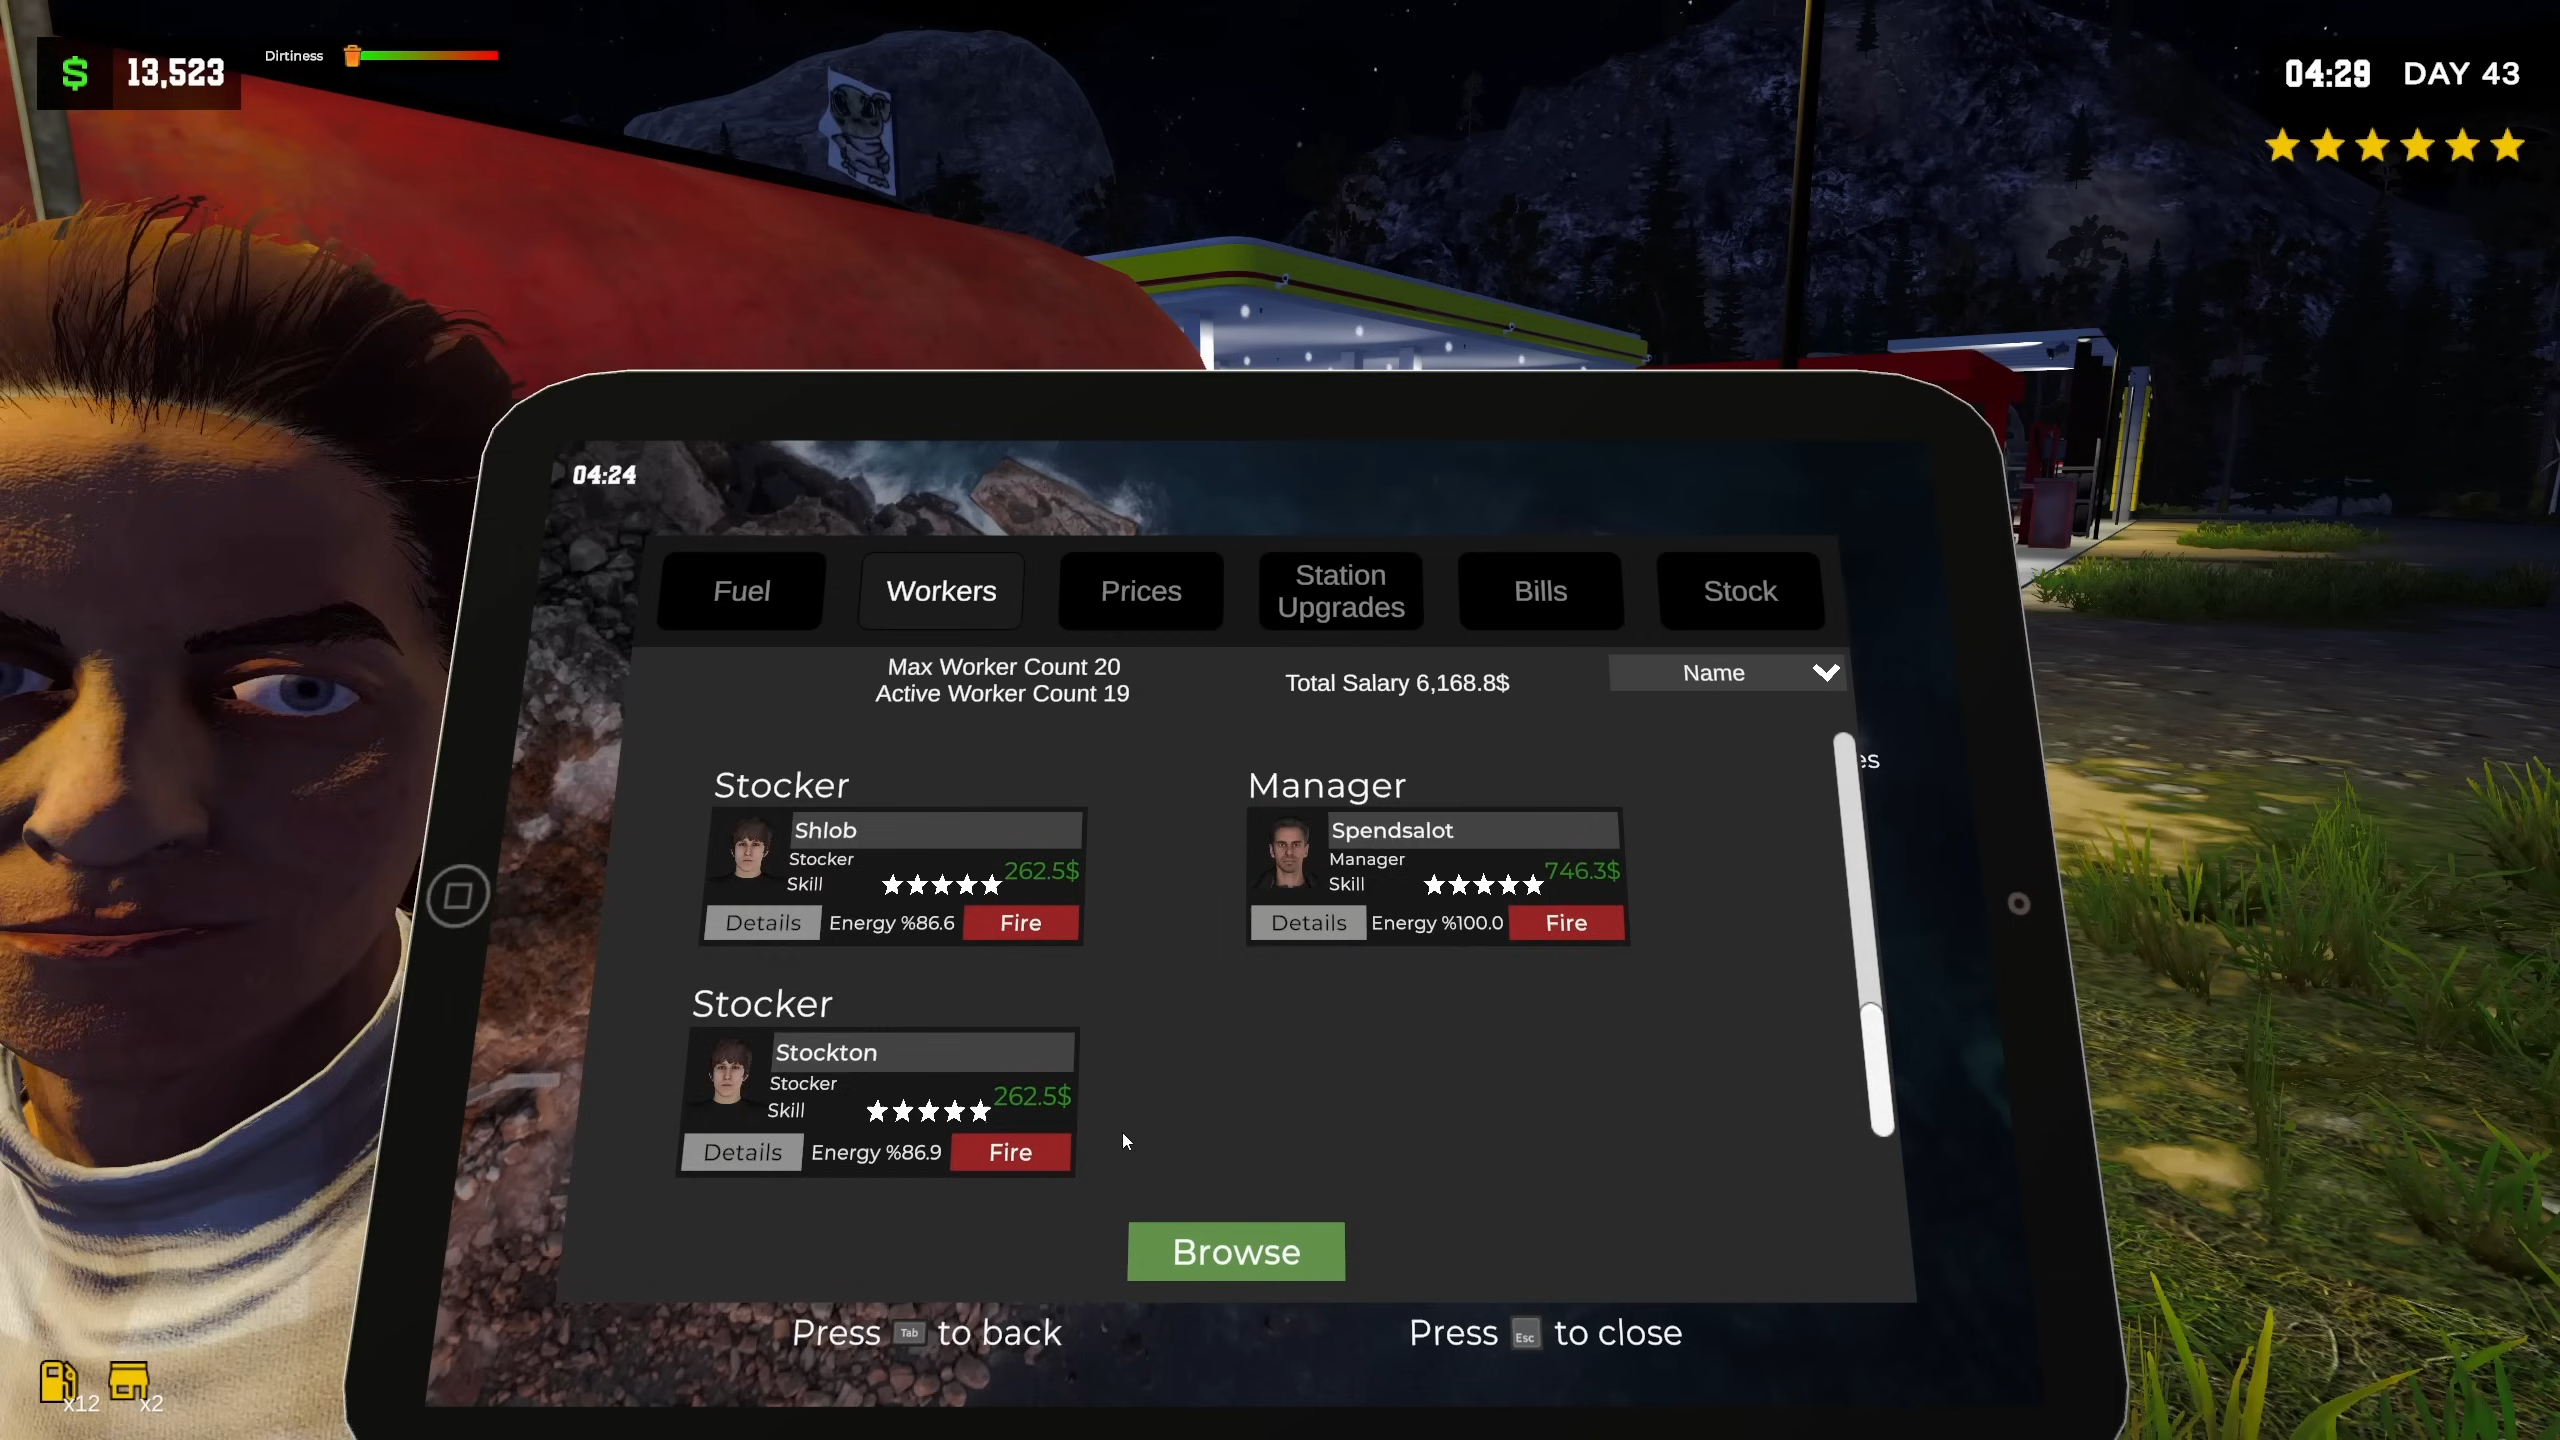 $ 13,523
Dirtiness
04:29 DAY 43
04:24
Fuel
Workers
Prices
Station
Upgrades
Bills
Stock
Max Worker Count 20
Active Worker Count 19
Total Salary 6,168.8$
Name
es
Stocker
Shlob
Stocker
Skill
262.5$
Details
Energy %86.6
Fire
Manager
Spendsalot
Manager
Skill
746.3$
Details
Energy %100.0
Fire
Stocker
Stockton
Stocker
Skill
262.5$
Details
Energy %86.9
Fire
Browse
Press Tab to back
Press Esc to close
x12
x2